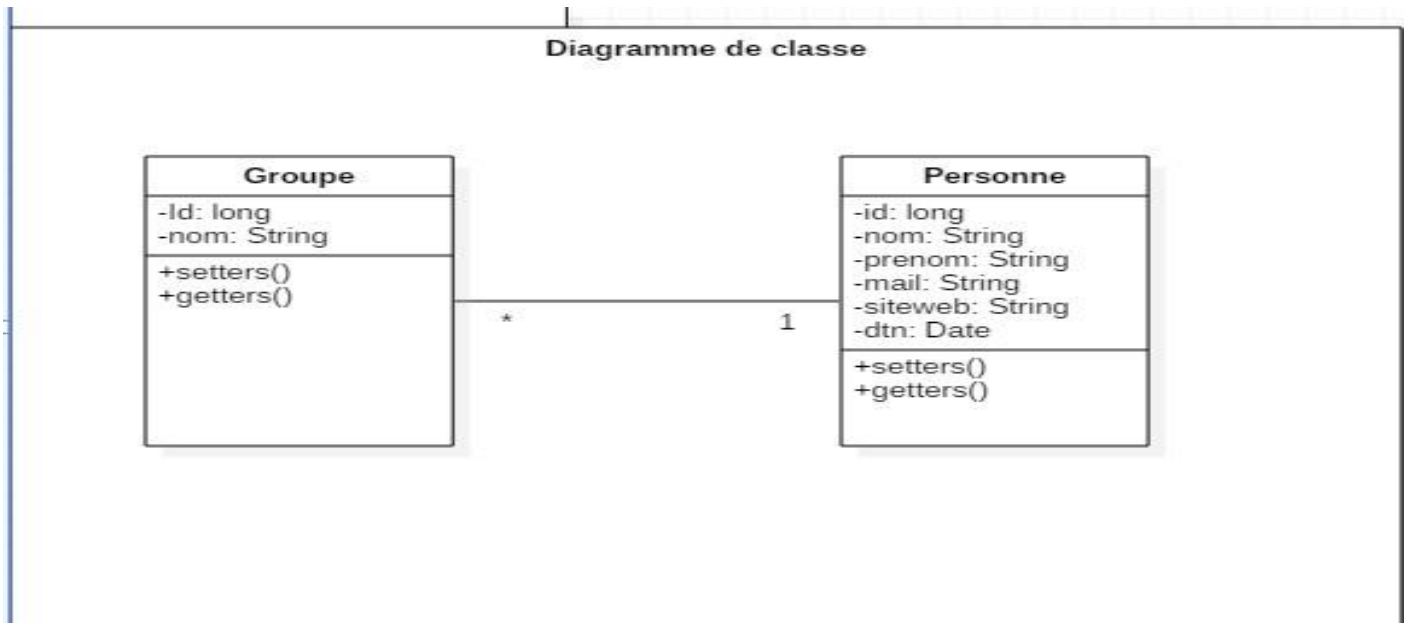 Diagramme de classe
Groupe
-Id: long
-nom: String
+setters()
+getters()
*
1
Personne
-id: long
-nom: String
-prenom: String
-mail: String
-siteweb: String
-dtn: Date
+setters()
+getters()